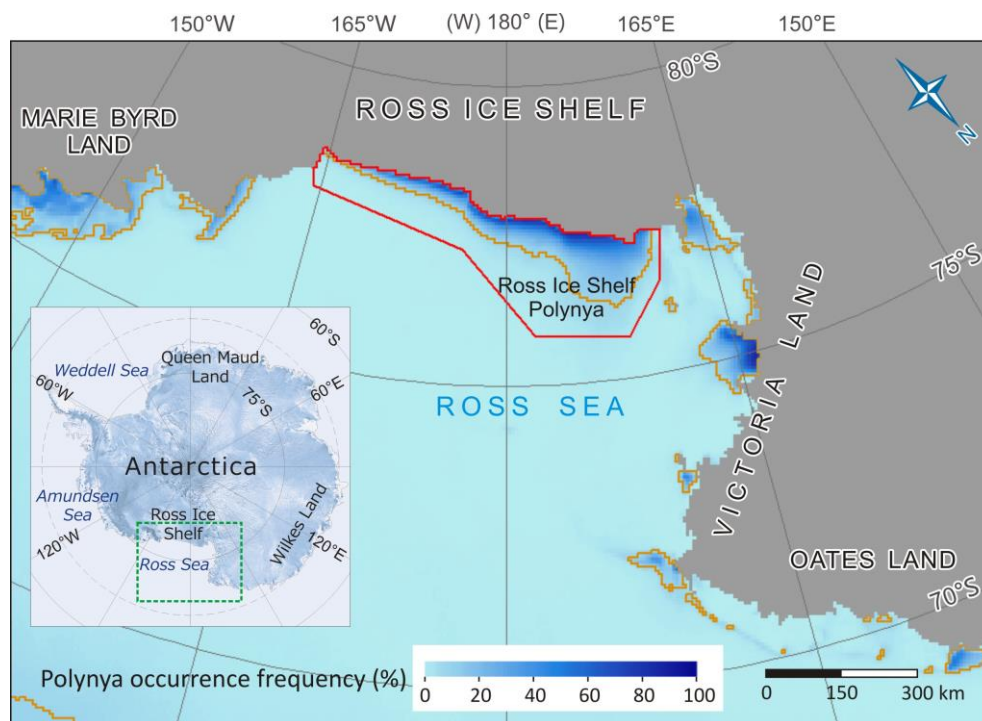 150°W 165°W (W) 180° (E) 165°E 150°E
80°S
ROSS ICE SHELF
MARIE BYRD
LAND
N
75°S
Ross Ice Shelf
Polynya
VICTORIA LAND
ROSS SEA
OATES LAND
70°S
60°S
Queen Maud
Land
Weddell Sea
60°W
75°S
60°E
Antarctica
Amundsen
Sea
Ross Ice
Shelf
Wilkes Land
120°W
120°E
Ross Sea
Polynya occurrence frequency (%)
0 20 40 60 80 100
0 150 300 km